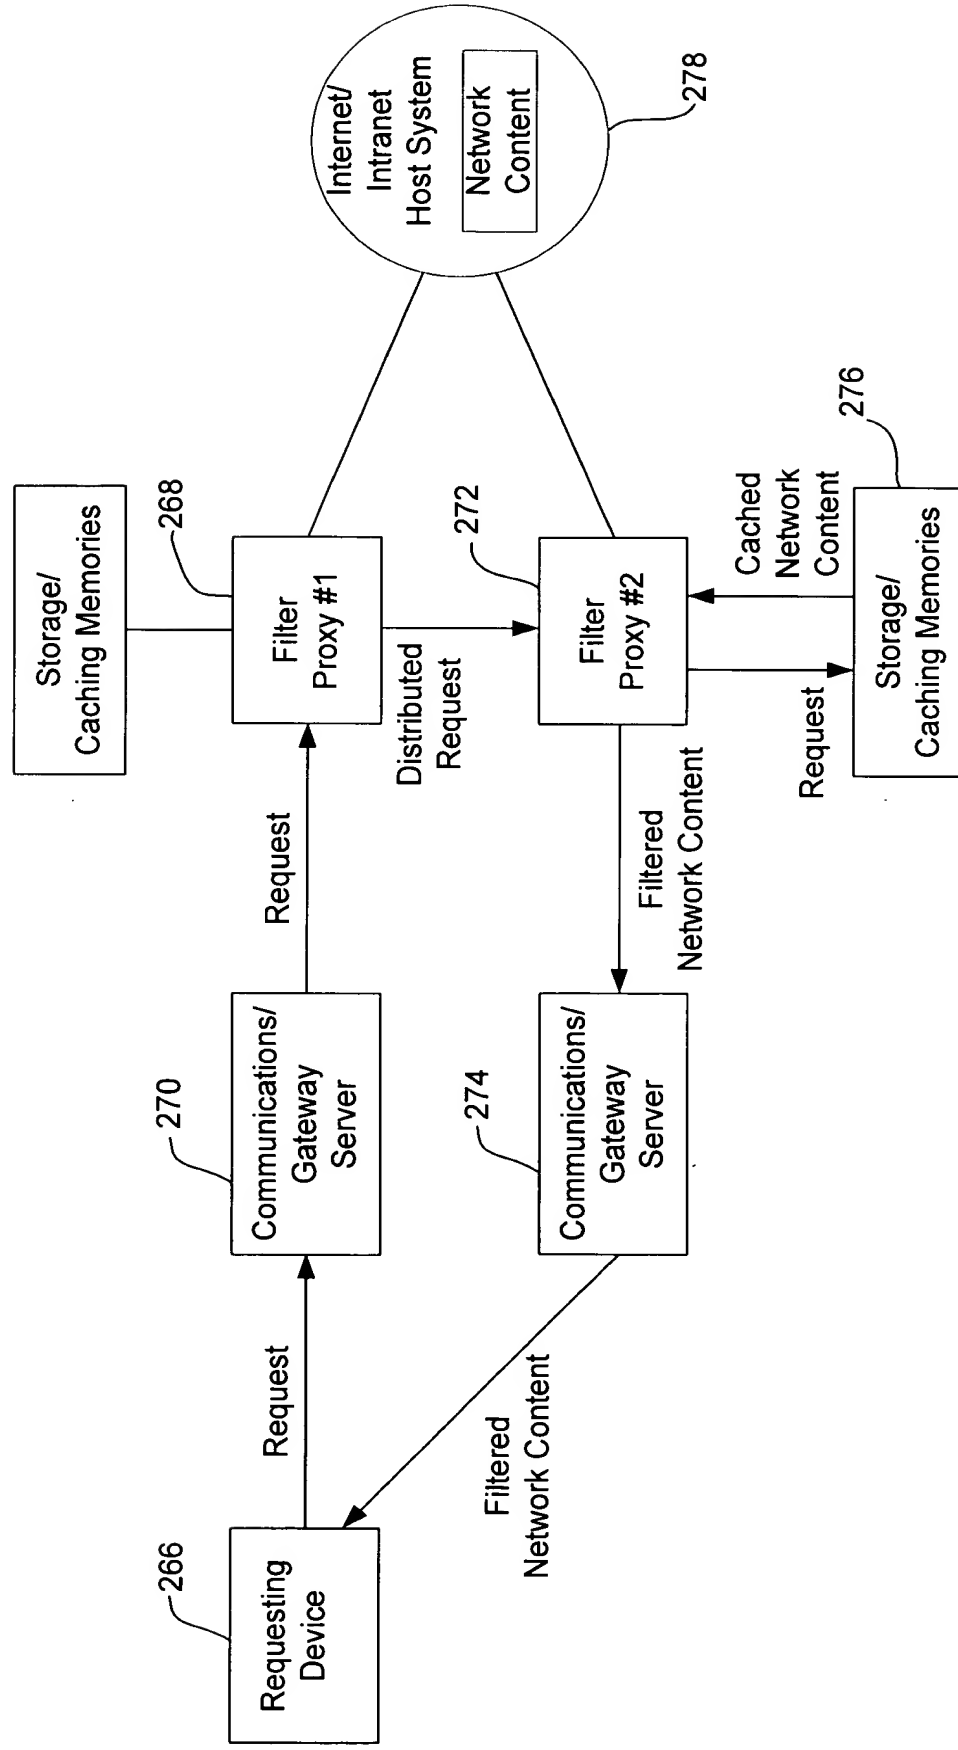 266
Requesting
Device
Request
270
Communications/
Gateway
Server
Request
Storage/
Caching Memories
268
Filter
Proxy #1
Distributed
Request
Internet/
Intranet
Host System
Network
Content
278
272
Filter
Proxy #2
Filtered
Network Content
274
Communications/
Gateway
Server
Filtered
Network Content
Request
Cached
Network
Content
276
Storage/
Caching Memories